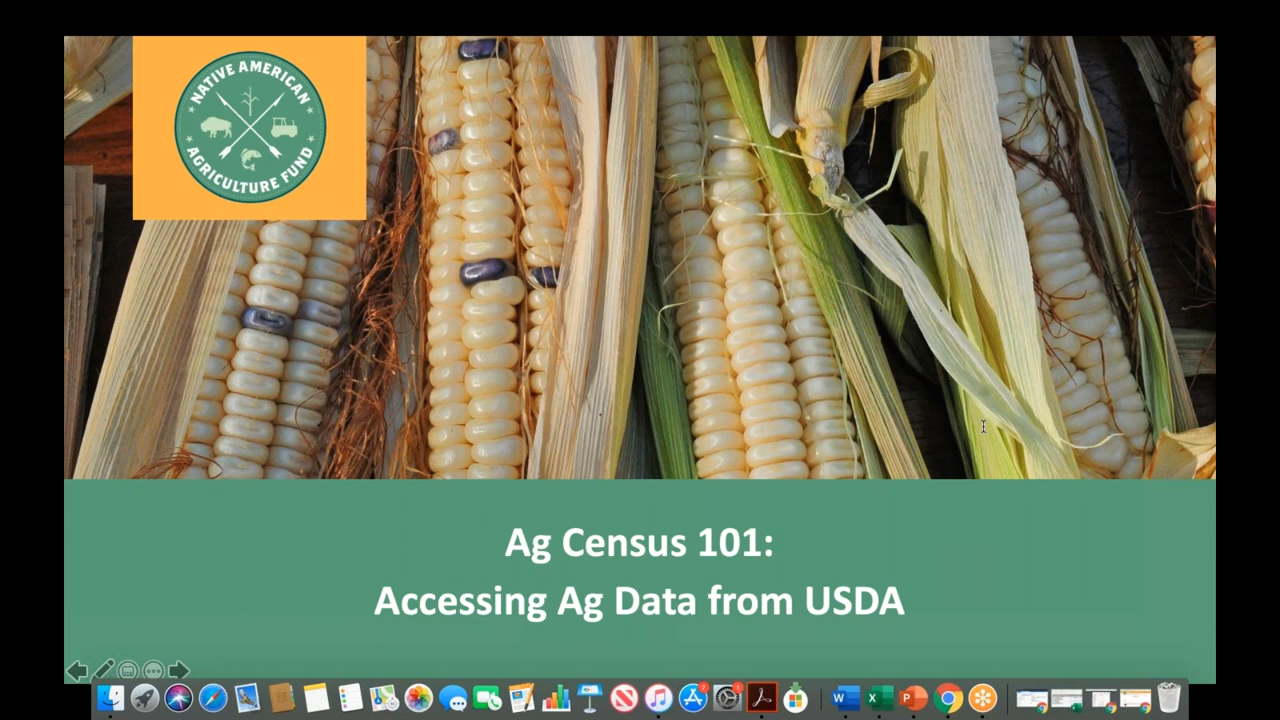 NATIVE AMERICAN
AGRICULTURE FUND
Ag Census 101:
Accessing Ag Data from USDA